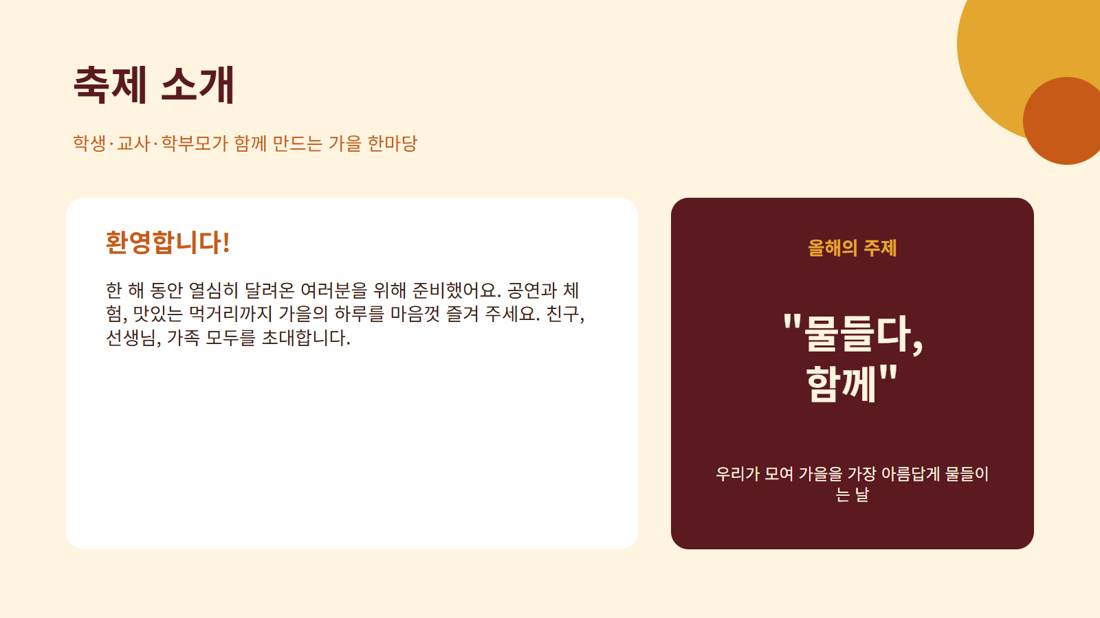 축제 소개
학생·교사·학부모가 함께 만드는 가을 한마당
환영합니다!
한 해 동안 열심히 달려온 여러분을 위해 준비했어요. 공연과 체
험, 맛있는 먹거리까지 가을의 하루를 마음껏 즐겨 주세요. 친구,
선생님, 가족 모두를 초대합니다.
올해의 주제
"물들다,
함께"
우리가 모여 가을을 가장 아름답게 물들이
는 날